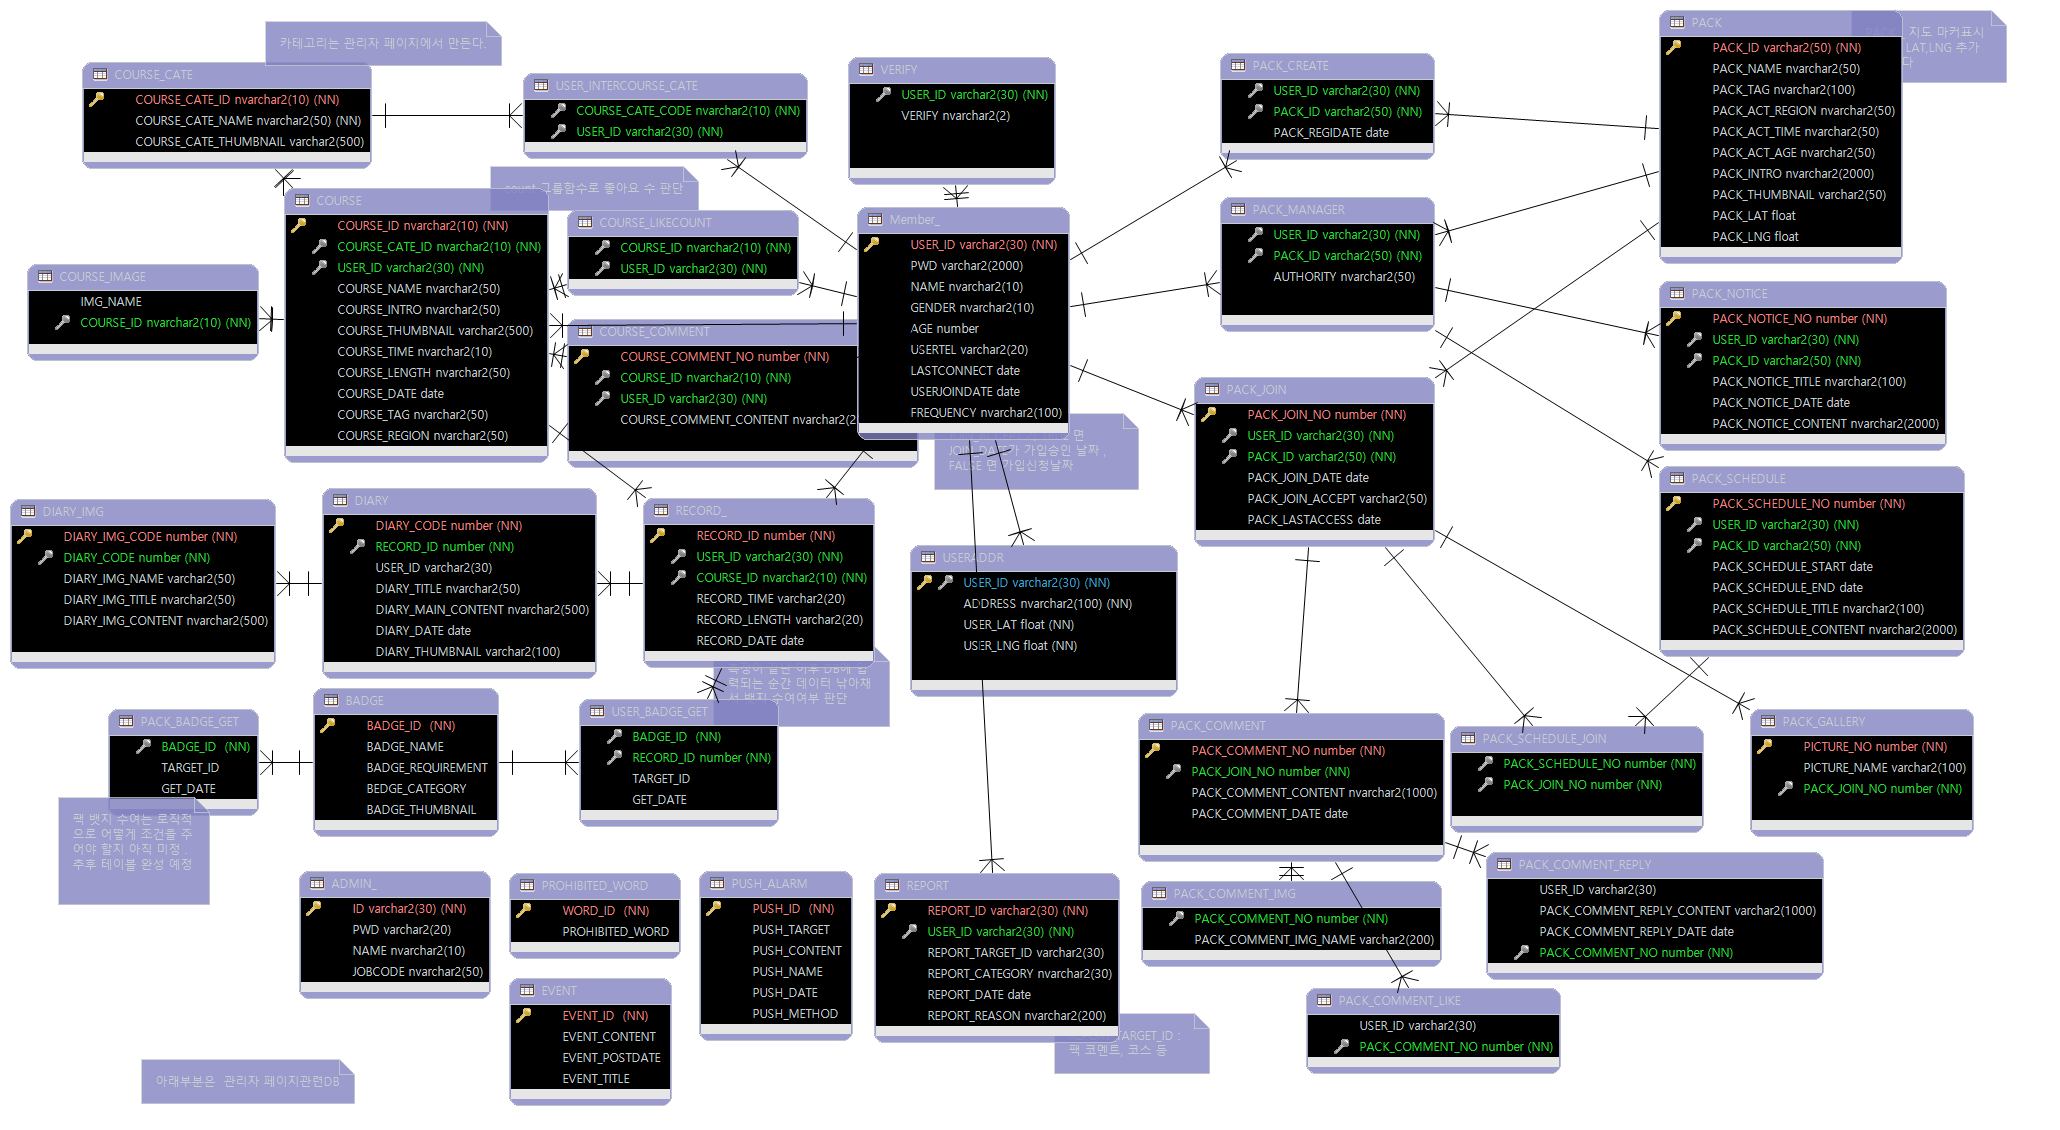 카테고리는 관리자 페이지에서 만든다.
COURSE_CATE
COURSE_CATE_ID nvarchar2(10) (NN)
COURSE_CATE_NAME nvarchar2(50) (NN)
COURSE_CATE_THUMBNAIL varchar2(500)
USER_INTERCOURSE_CATE
COURSE_CATE_CODE nvarchar2(10) (NN)
USER_ID varchar2(30) (NN)
VERIFY
USER_ID varchar2(30) (NN)
VERIFY nvarchar2(2)
PACK_CREATE
USER_ID varchar2(30) (NN)
PACK_ID varchar2(50) (NN)
PACK_REGIDATE date
PACK
PACK_ID varchar2(50) (NN)
PACK_NAME nvarchar2(50)
PACK_TAG nvarchar2(100)
PACK_ACT_REGION nvarchar2(50)
PACK_ACT_TIME nvarchar2(50)
PACK_ACT_AGE nvarchar2(50)
PACK_INTRO nvarchar2(2000)
PACK_THUMBNAIL varchar2(50)
PACK_LAT float
PACK_LNG float
지도 마커표시
LAT,LNG 추가
다
그룹함수로 좋아요 수 판단
COURSE
COURSE_ID nvarchar2(10) (NN)
COURSE_CATE_ID nvarchar2(10) (NN)
USER_ID varchar2(30) (NN)
COURSE_NAME nvarchar2(50)
COURSE_INTRO nvarchar2(50)
COURSE_THUMBNAIL varchar2(500)
COURSE_TIME nvarchar2(10)
COURSE_LENGTH nvarchar2(50)
COURSE_DATE date
COURSE_TAG nvarchar2(50)
COURSE_REGION nvarchar2(50)
COURSE_IMAGE
IMG_NAME
COURSE_ID nvarchar2(10) (NN)
COURSE_LIKECOUNT
COURSE_ID nvarchar2(10) (NN)
USER_ID varchar2(30) (NN)
COURSE_COMMENT
COURSE_COMMENT_NO number (NN)
COURSE_ID nvarchar2(10) (NN)
USER_ID varchar2(30) (NN)
COURSE_COMMENT_CONTENT nvarchar2(2
Member_
USER_ID varchar2(30) (NN)
PWD varchar2(2000)
NAME nvarchar2(10)
GENDER nvarchar2(10)
AGE number
USERTEL varchar2(20)
LASTCONNECT date
USERJOINDATE date
FREQUENCY nvarchar2(100)
면
JOIN_DATE가 가입승인 날짜 ,
FALSE 면 가입신청날짜
PACK_MANAGER
USER_ID varchar2(30) (NN)
PACK_ID varchar2(50) (NN)
AUTHORITY nvarchar2(50)
PACK_NOTICE
PACK_NOTICE_NO number (NN)
USER_ID varchar2(30) (NN)
PACK_ID varchar2(50) (NN)
PACK_NOTICE_TITLE nvarchar2(100)
PACK_NOTICE_DATE date
PACK_NOTICE_CONTENT nvarchar2(2000)
PACK_JOIN
PACK_JOIN_NO number (NN)
USER_ID varchar2(30) (NN)
PACK_ID varchar2(50) (NN)
PACK_JOIN_DATE date
PACK_JOIN_ACCEPT varchar2(50)
PACK_LASTACCESS date
PACK_SCHEDULE
PACK_SCHEDULE_NO number (NN)
USER_ID varchar2(30) (NN)
PACK_ID varchar2(50) (NN)
PACK_SCHEDULE_START date
PACK_SCHEDULE_END date
PACK_SCHEDULE_TITLE nvarchar2(100)
PACK_SCHEDULE_CONTENT nvarchar2(2000)
DIARY_IMG
DIARY_IMG_CODE number (NN)
DIARY_CODE number (NN)
DIARY_IMG_NAME varchar2(50)
DIARY_IMG_TITLE nvarchar2(50)
DIARY_IMG_CONTENT nvarchar2(500)
DIARY
DIARY_CODE number (NN)
RECORD_ID number (NN)
USER_ID varchar2(30)
DIARY_TITLE nvarchar2(50)
DIARY_MAIN_CONTENT nvarchar2(500)
DIARY_DATE date
DIARY_THUMBNAIL varchar2(100)
RECORD_
RECORD_ID number (NN)
USER_ID varchar2(30) (NN)
COURSE_ID nvarchar2(10) (NN)
RECORD_TIME varchar2(20)
RECORD_LENGTH varchar2(20)
RECORD_DATE date
USERADDR
USER_ID varchar2(30) (NN)
ADDRESS nvarchar2(100) (NN)
USER_LAT float (NN)
USER_LNG float (NN)
력되는 순간 데이터 낚아채
서 뱃지 수여여부 판단
PACK_BADGE_GET
BADGE_ID (NN)
TARGET_ID
GET_DATE
팩 뱃지 수여는 로직적
으로 어떻게 조건을 주
어야 할지 아직 미정 .
추후 테이블 완성 예정
BADGE
BADGE_ID (NN)
BADGE_NAME
BADGE_REQUIREMENT
BEDGE_CATEGORY
BADGE_THUMBNAIL
USER_BADGE_GET
BADGE_ID (NN)
RECORD_ID number (NN)
TARGET_ID
GET_DATE
PACK_COMMENT
PACK_COMMENT_NO number (NN)
PACK_JOIN_NO number (NN)
PACK_COMMENT_CONTENT nvarchar2(1000)
PACK_COMMENT_DATE date
PACK_SCHEDULE_JOIN
PACK_SCHEDULE_NO number (NN)
PACK_JOIN_NO number (NN)
PACK_GALLERY
PICTURE_NO number (NN)
PICTURE_NAME varchar2(100)
PACK_JOIN_NO number (NN)
ADMIN_
ID varchar2(30) (NN)
PWD varchar2(20)
NAME nvarchar2(10)
JOBCODE nvarchar2(50)
PROHIBITED_WORD
WORD_ID (NN)
PROHIBITED_WORD
PUSH_ALARM
PUSH_ID (NN)
PUSH_TARGET
PUSH_CONTENT
PUSH_NAME
PUSH_DATE
PUSH_METHOD
REPORT
REPORT_ID varchar2(30) (NN)
USER_ID varchar2(30) (NN)
REPORT_TARGET_ID varchar2(30)
REPORT_CATEGORY nvarchar2(30)
REPORT_DATE date
REPORT_REASON nvarchar2(200)
TARGET_ID :
팩 코멘트, 코스 등
PACK_COMMENT_IMG
PACK_COMMENT_NO number (NN)
PACK_COMMENT_IMG_NAME varchar2(200)
PACK_COMMENT_REPLY
USER_ID varchar2(30)
PACK_COMMENT_REPLY_CONTENT varchar2(1000)
PACK_COMMENT_REPLY_DATE date
PACK_COMMENT_NO number (NN)
PACK_COMMENT_LIKE
USER_ID varchar2(30)
PACK_COMMENT_NO number (NN)
EVENT
EVENT_ID (NN)
EVENT_CONTENT
EVENT_POSTDATE
EVENT_TITLE
아래부분은 관리자 페이지관련DB